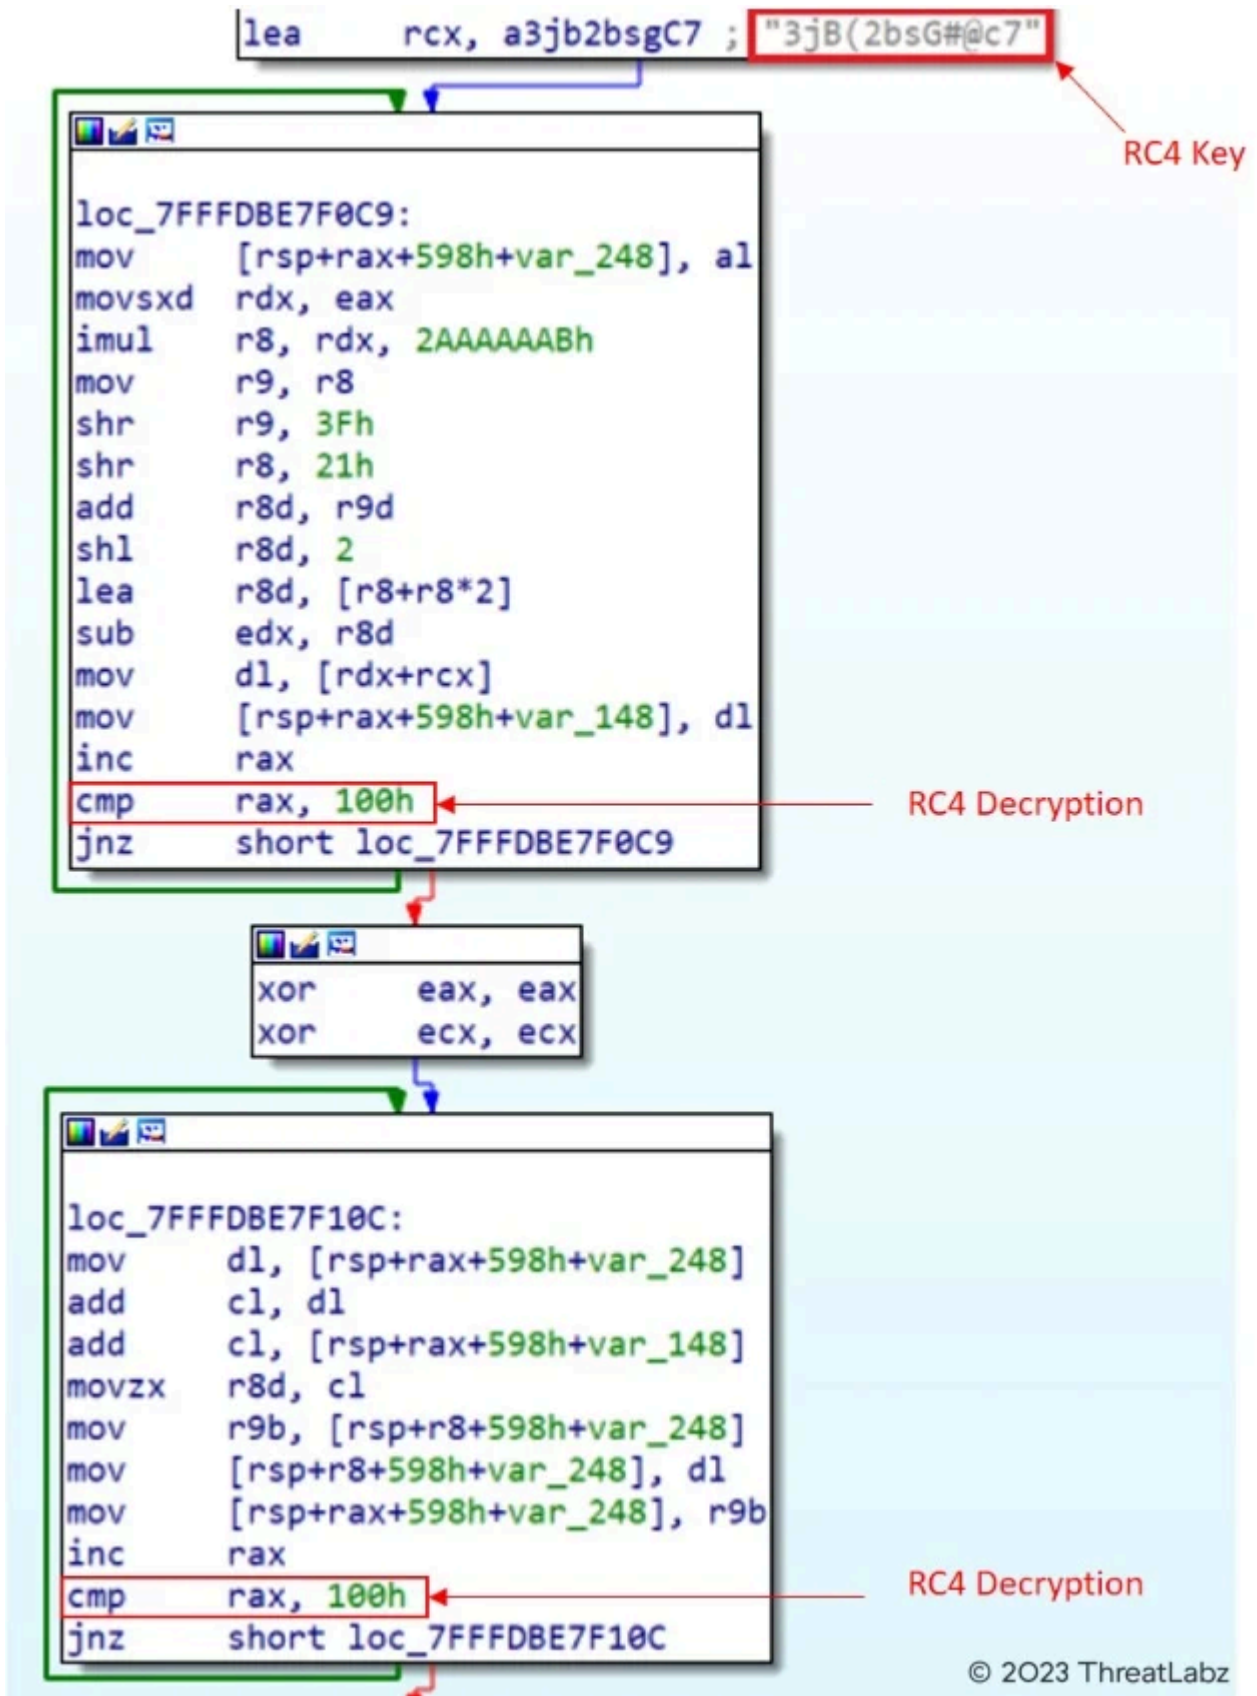 lea rcx, a3jb2bsgC7 ; "3jB(2bsG#@c7"
RC4 Key
loc_7FFFDBE7F0C9:
mov [rsp+rax+598h+var_248], al
movsxd rdx, eax
imul r8, rdx, 2AAAAAABh
mov r9, r8
shr r9, 3Fh
shr r8, 21h
add r8d, r9d
shl r8d, 2
lea r8d, [r8+r8*2]
sub edx, r8d
mov dl, [rdx+rcx]
mov [rsp+rax+598h+var_148], dl
inc rax
cmp rax, 100h
RC4 Decryption
jnz short loc_7FFFDBE7F0C9
xor eax, eax
xor ecx, ecx
loc_7FFFDBE7F10C:
mov dl, [rsp+rax+598h+var_248]
add cl, dl
add cl, [rsp+rax+598h+var_148]
movzx r8d, cl
mov r9b, [rsp+r8+598h+var_248]
mov [rsp+r8+598h+var_248], dl
mov [rsp+rax+598h+var_248], r9b
inc rax
cmp rax, 100h
RC4 Decryption
jnz short loc_7FFFDBE7F10C
© 2023 ThreatLabz